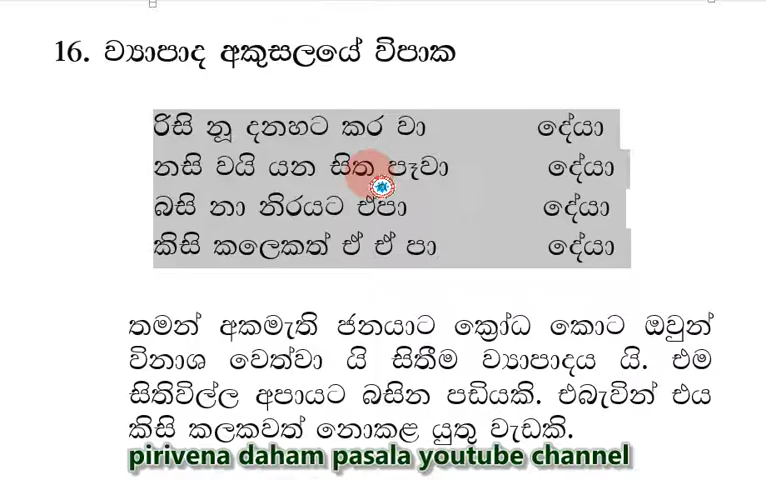 16. ව්‍යාපාද අකුසලයේ විපාක
රිසි නූ දනහට කර වා දේයා
නසි වයි යන සිත පෑවා දේයා
බසි නා නිරයට ඒපා දේයා
කිසි කලෙකත් ඒ ඒ පා දේයා
තමන් අකමැති ජනයාට ක්‍රෝධ කොට ඔවුන්
විනාශ වෙත්වා යි සිතීම ව්‍යාපාදය යි. එම
සිතිවිල්ල අපායට බසින පඩියකි. එබැවින් එය
කිසි කලකවත් නොකළ යුතු වැඩකි.
pirivena daham pasala youtube channel